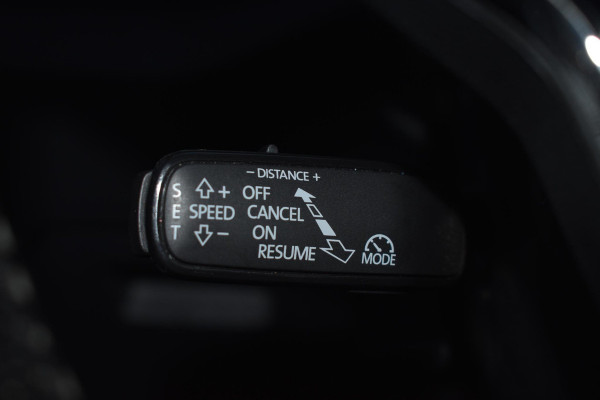 − DISTANCE +
S + OFF
E SPEED CANCEL
T − ON
RESUME
MODE